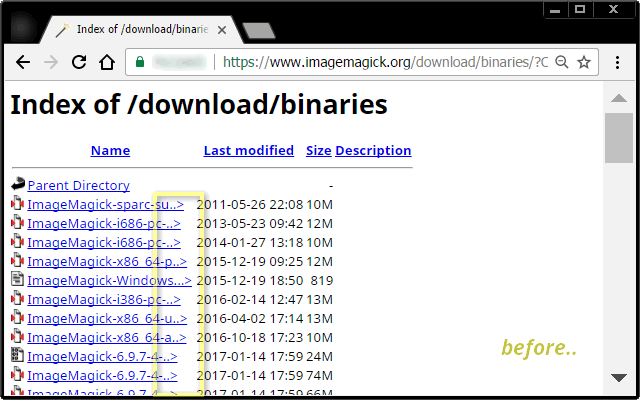 Index of /download/binarie
https://www.imagemagick.org/download/binaries/?C
Index of /download/binaries
Name Last modified Size Description
Parent Directory -
ImageMagick-sparc-su..> 2011-05-26 22:08 10M
ImageMagick-i686-pc-..> 2013-05-23 09:42 12M
ImageMagick-i686-pc-..> 2014-01-27 13:18 10M
ImageMagick-x86_64-p..> 2015-12-19 09:25 12M
ImageMagick-Windows...> 2015-12-19 18:50 819
ImageMagick-i386-pc-..> 2016-02-14 12:47 13M
ImageMagick-x86_64-u..> 2016-04-02 17:14 13M
ImageMagick-x86_64-a..> 2016-10-18 17:23 10M
before..
ImageMagick-6.9.7-4-..> 2017-01-14 17:59 24M
ImageMagick-6.9.7-4-..> 2017-01-14 17:59 74M
ImageMagick-6.9.7-4-..> 2017-01-14 17:59 66M